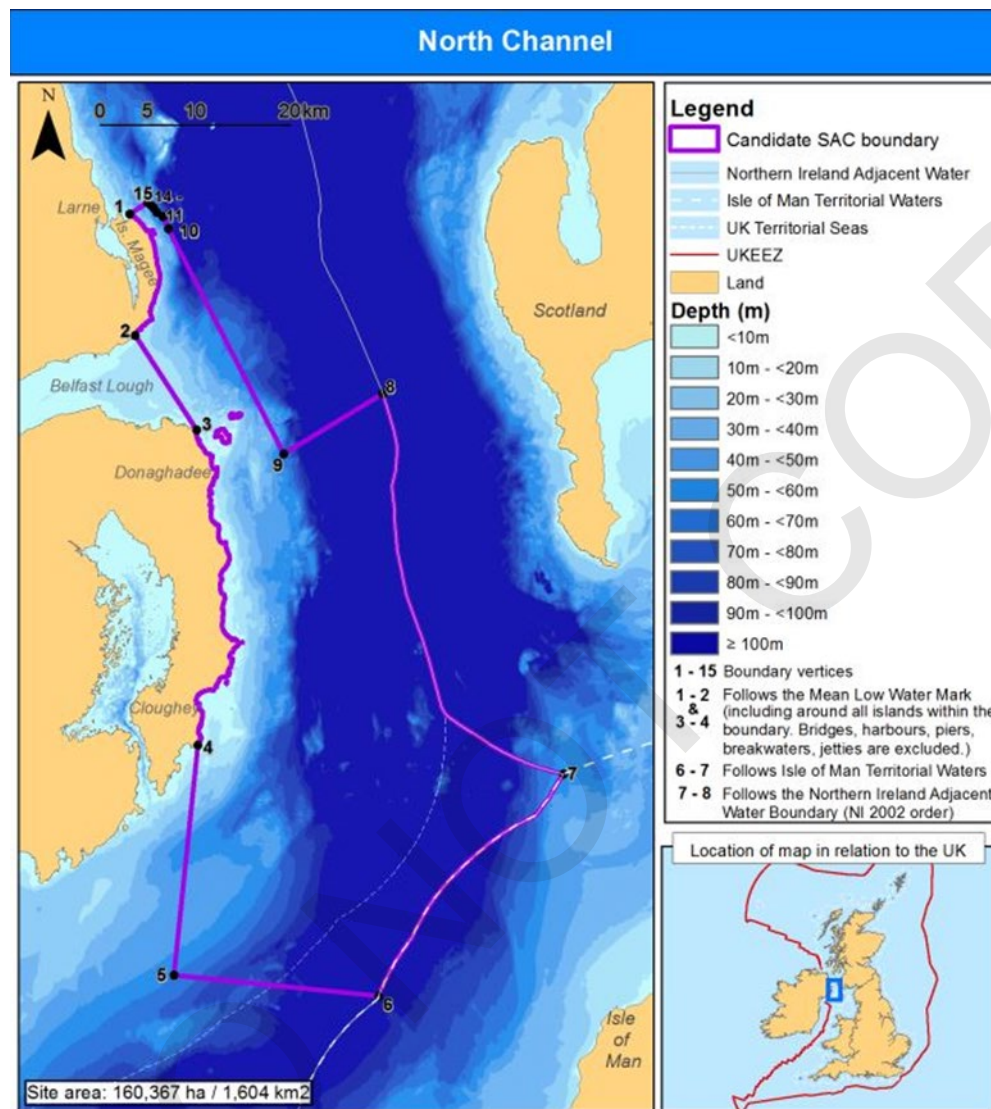 North Channel
N
0 5 10 20km
15
14 -
1
11
10
Larne
Is. Magee
2
Belfast Lough
3
8
9
Donaghadee
Scotland
Cloughey
4
7
5
6
Isle
of
Man
Site area: 160,367 ha / 1,604 km2
Legend
Candidate SAC boundary
Northern Ireland Adjacent Water
Isle of Man Territorial Waters
UK Territorial Seas
UKEEZ
Land
Depth (m)
<10m
10m - <20m
20m - <30m
30m - <40m
40m - <50m
50m - <60m
60m - <70m
70m - <80m
80m - <90m
90m - <100m
≥ 100m
1 - 15 Boundary vertices
1 - 2 Follows the Mean Low Water Mark
& (including around all islands within the
3 - 4 boundary. Bridges, harbours, piers,
breakwaters, jetties are excluded.)
6 - 7 Follows Isle of Man Territorial Waters
7 - 8 Follows the Northern Ireland Adjacent
Water Boundary (NI 2002 order)
Location of map in relation to the UK